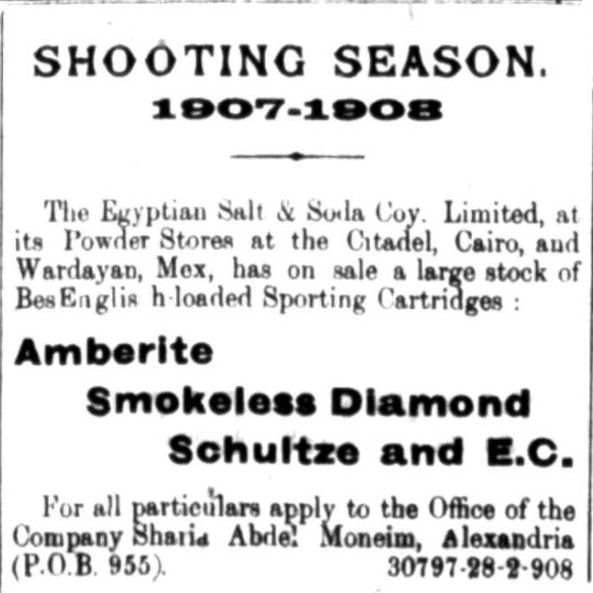 SHOOTING SEASON.
1907-1908
The Egyptian Salt & Soda Coy. Limited, at
its Powder Stores at the Citadel, Cairo, and
Wardayan, Mex, has on sale a large stock of
BesEnglis h-loaded Sporting Cartridges :
Amberite
Smokeless Diamond
Schultze and E.C.
For all particulars apply to the Office of the
Company Sharia Abdel Moneim, Alexandria
(P.O.B. 955). 30797-28-2-908